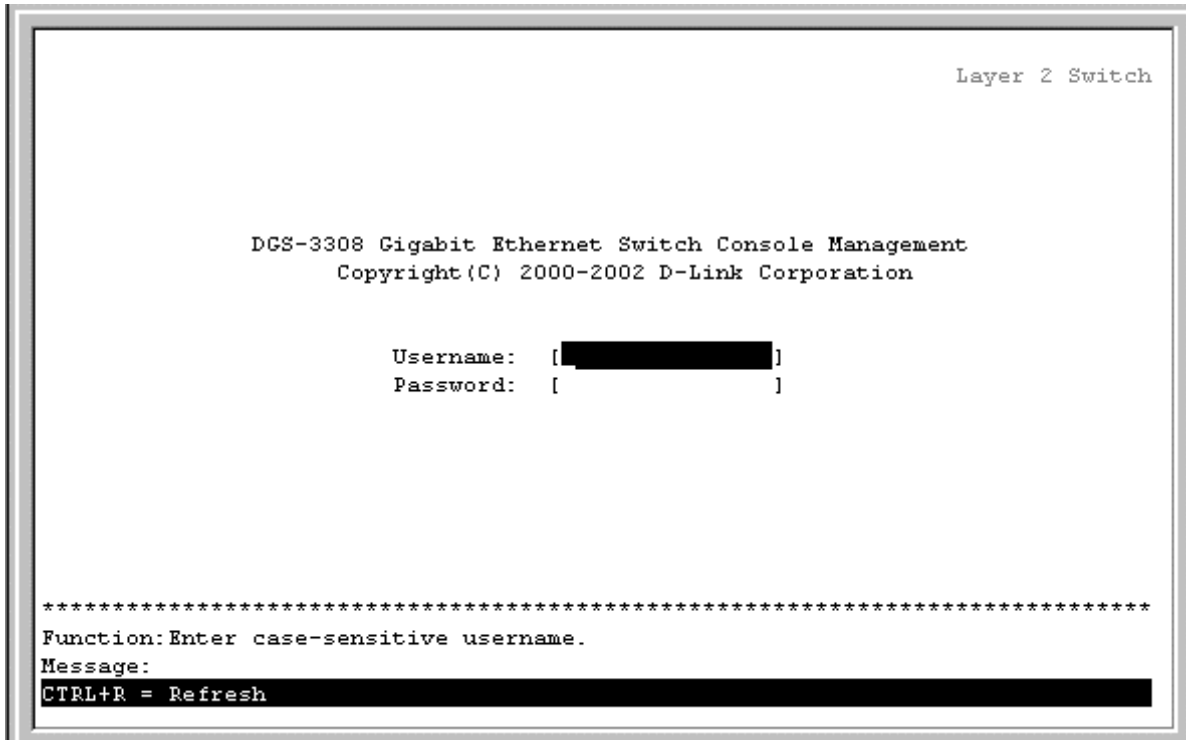 Layer 2 Switch
DGS-3308 Gigabit Ethernet Switch Console Management
Copyright(C) 2000-2002 D-Link Corporation
Username: [ ]
Password: [ ]
*******************************************************************************
Function:Enter case-sensitive username.
Message:
CTRL+R = Refresh